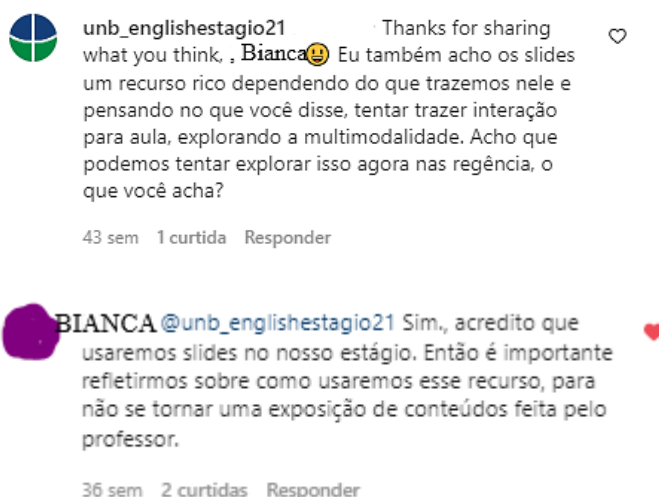 unb_englishestagio21 Thanks for sharing
what you think, , Bianca😃 Eu também acho os slides
um recurso rico dependendo do que trazemos nele e
pensando no que você disse, tentar trazer interação
para aula, explorando a multimodalidade. Acho que
podemos tentar explorar isso agora nas regência, o
que você acha?
43 sem 1 curtida Responder
BIANCA @unb_englishestagio21 Sim., acredito que
usaremos slides no nosso estágio. Então é importante
refletirmos sobre como usaremos esse recurso, para
não se tornar uma exposição de conteúdos feita pelo
professor.
36 sem 2 curtidas Responder